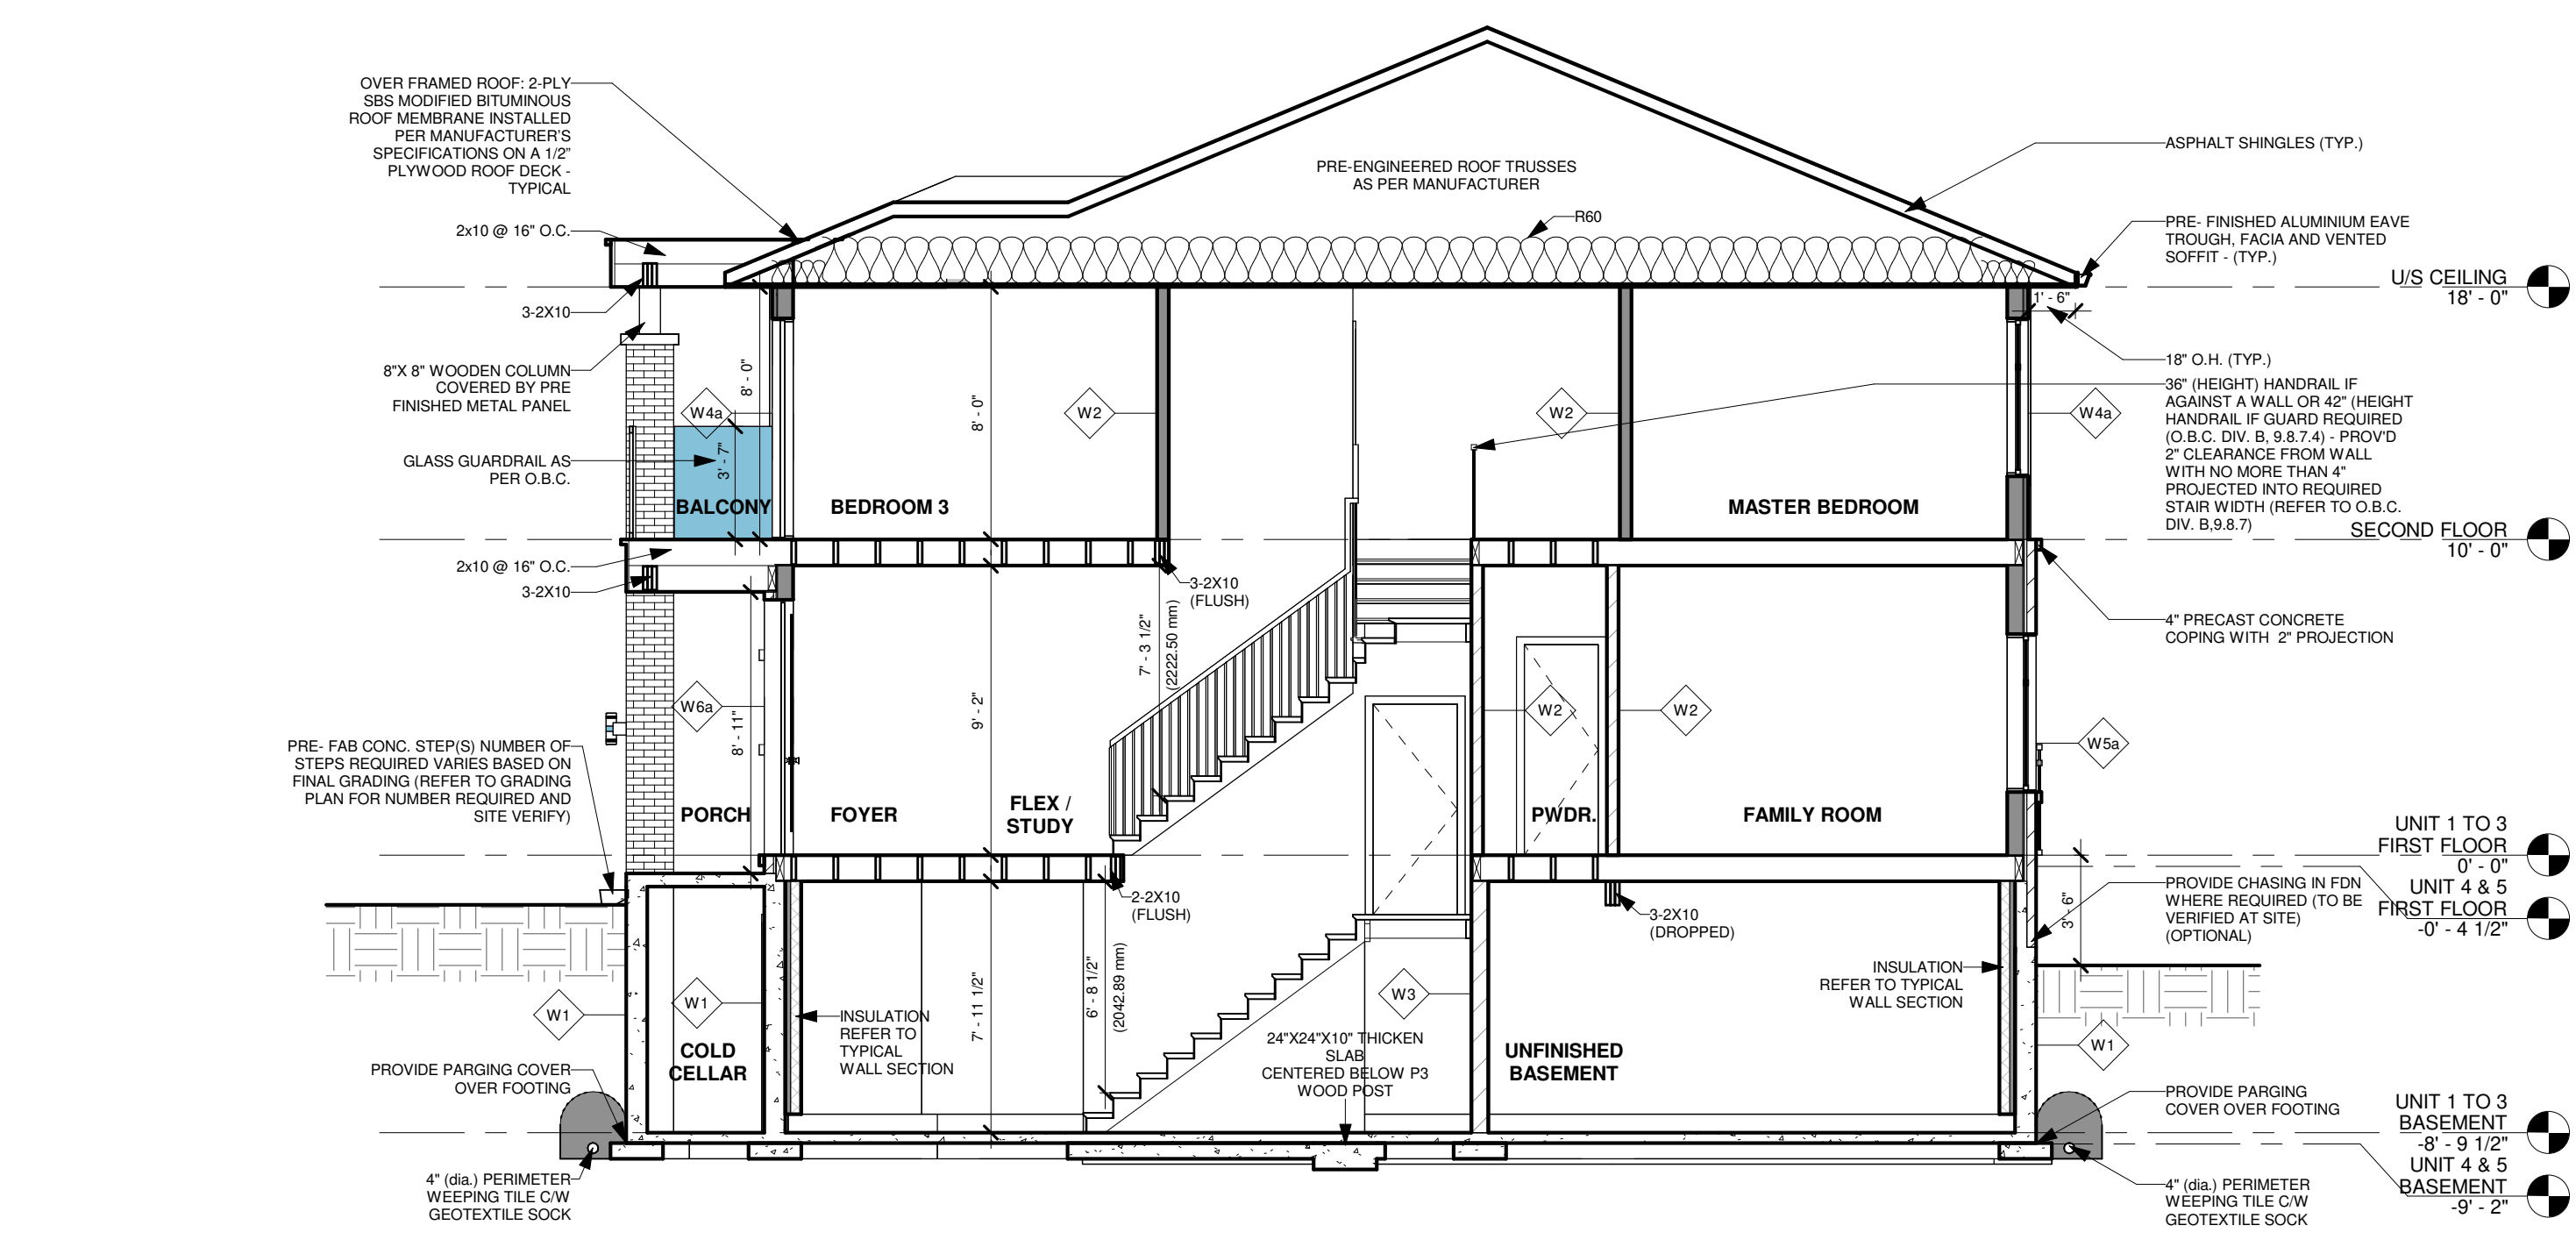 OVER FRAMED ROOF: 2-PLY
SBS MODIFIED BITUMINOUS
ROOF MEMBRANE INSTALLED
PER MANUFACTURER'S
SPECIFICATIONS ON A 1/2"
PLYWOOD ROOF DECK -
TYPICAL
2x10 @ 16" O.C.
3-2X10
8"X 8" WOODEN COLUMN
COVERED BY PRE
FINISHED METAL PANEL
GLASS GUARDRAIL AS
PER O.B.C.
2x10 @ 16" O.C.
3-2X10
PRE- FAB CONC. STEP(S) NUMBER OF
STEPS REQUIRED VARIES BASED ON
FINAL GRADING (REFER TO GRADING
PLAN FOR NUMBER REQUIRED AND
SITE VERIFY)
W1
PROVIDE PARGING COVER
OVER FOOTING
4" (dia.) PERIMETER
WEEPING TILE C/W
GEOTEXTILE SOCK
PRE-ENGINEERED ROOF TRUSSES
AS PER MANUFACTURER
R60
8' - 0"
W4a
3' - 7"
BALCONY
BEDROOM 3
8' - 0"
W2
W2
MASTER BEDROOM
W4a
1' - 6"
3-2X10
(FLUSH)
7' - 3 1/2"
(2222.50 mm)
W6a
8' - 11"
9' - 2"
PORCH
FOYER
FLEX /
STUDY
W2
W2
PWDR.
FAMILY ROOM
W5a
2-2X10
(FLUSH)
3-2X10
(DROPPED)
W1
COLD
CELLAR
INSULATION
REFER TO
TYPICAL
WALL SECTION
7' - 11 1/2"
6' - 8 1/2"
(2042.89 mm)
W3
24"X24"X10" THICKEN
SLAB
CENTERED BELOW P3
WOOD POST
UNFINISHED
BASEMENT
INSULATION
REFER TO TYPICAL
WALL SECTION
3' - 6"
W1
ASPHALT SHINGLES (TYP.)
PRE- FINISHED ALUMINIUM EAVE
TROUGH, FACIA AND VENTED
SOFFIT - (TYP.)
U/S CEILING
18' - 0"
18" O.H. (TYP.)
36" (HEIGHT) HANDRAIL IF
AGAINST A WALL OR 42" (HEIGHT
HANDRAIL IF GUARD REQUIRED
(O.B.C. DIV. B, 9.8.7.4) - PROV'D
2" CLEARANCE FROM WALL
WITH NO MORE THAN 4"
PROJECTED INTO REQUIRED
STAIR WIDTH (REFER TO O.B.C.
DIV. B,9.8.7)
SECOND FLOOR
10' - 0"
4" PRECAST CONCRETE
COPING WITH 2" PROJECTION
UNIT 1 TO 3
FIRST FLOOR
0' - 0"
UNIT 4 & 5
FIRST FLOOR
-0' - 4 1/2"
PROVIDE CHASING IN FDN
WHERE REQUIRED (TO BE
VERIFIED AT SITE)
(OPTIONAL)
PROVIDE PARGING
COVER OVER FOOTING
UNIT 1 TO 3
BASEMENT
-8' - 9 1/2"
UNIT 4 & 5
BASEMENT
-9' - 2"
4" (dia.) PERIMETER
WEEPING TILE C/W
GEOTEXTILE SOCK